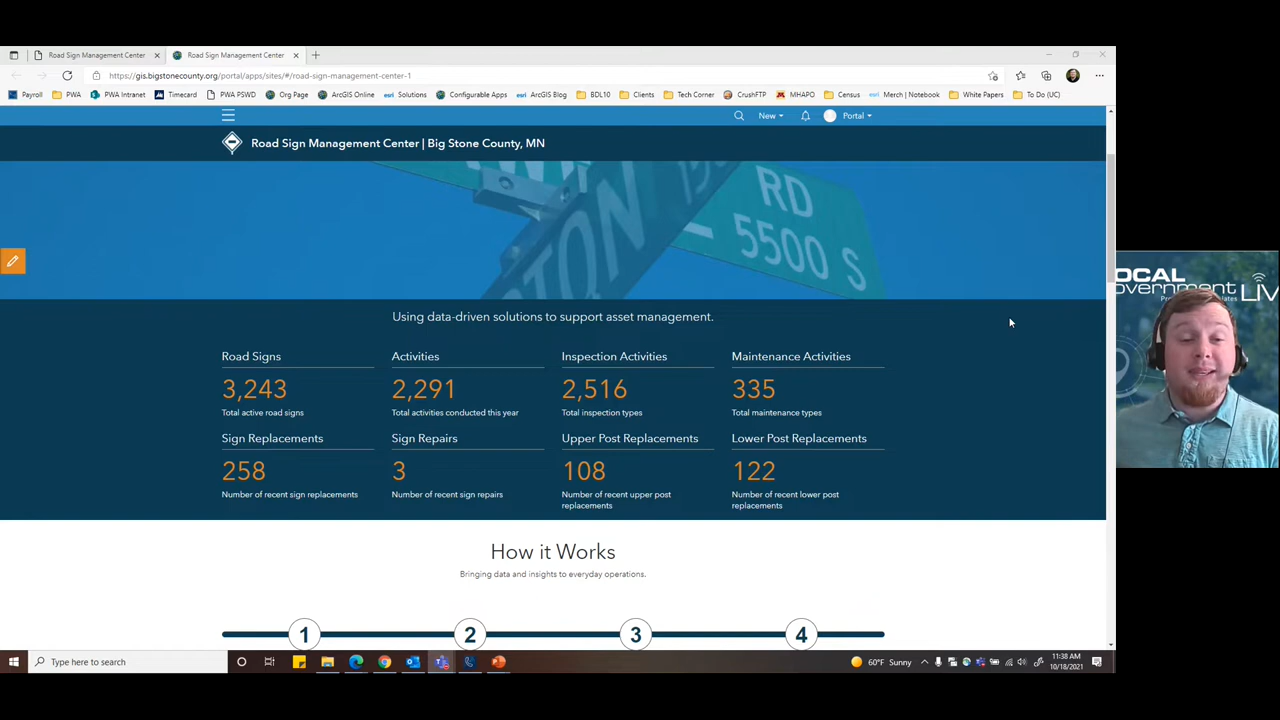 Road Sign Management Center
Road Sign Management Center
https://gis.bigstonecounty.org/portal/apps/sites/#/road-sign-management-center-1
Payroll PWA PWA Intranet Timecard PWA PSWD Org Page ArcGIS Online Solutions Configurable Apps ArcGIS Blog BDL10 Clients Tech Corner CrushFTP MHAPO Census Merch | Notebook White Papers To Do (UC)
New Portal
Road Sign Management Center | Big Stone County, MN
RD
5500 S
Using data-driven solutions to support asset management.
Road Signs
3,243
Total active road signs
Activities
2,291
Total activities conducted this year
Inspection Activities
2,516
Total inspection types
Maintenance Activities
335
Total maintenance types
Sign Replacements
258
Number of recent sign replacements
Sign Repairs
3
Number of recent sign repairs
Upper Post Replacements
108
Number of recent upper post
replacements
Lower Post Replacements
122
Number of recent lower post
replacements
How it Works
Bringing data and insights to everyday operations.
1 2 3 4
OCAL
overnment LIV
Type here to search
60°F Sunny
11:38 AM
10/18/2021